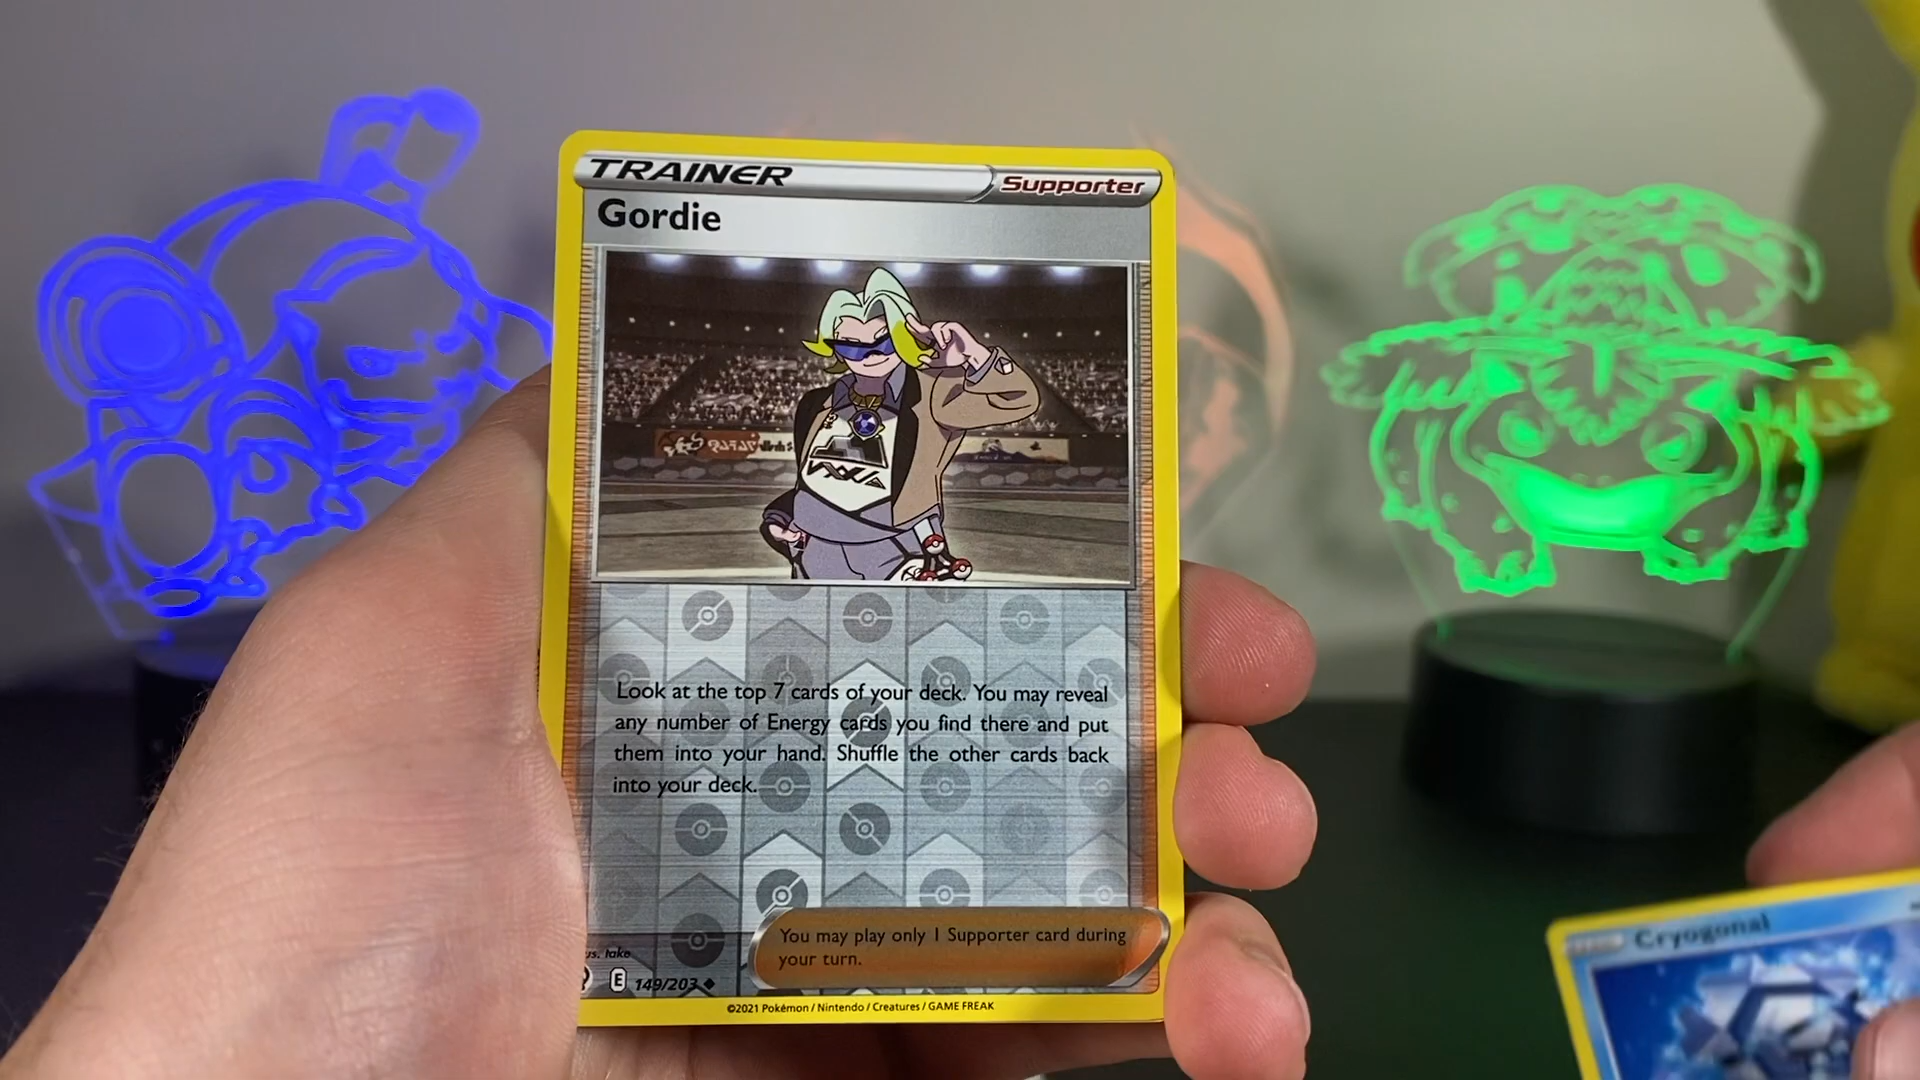 TRAINER
Supporter
Gordie
Look at the top 7 cards of your deck. You may reveal
any number of Energy cards you find there and put
them into your hand. Shuffle the other cards back
into your deck.
You may play only 1 Supporter card during
your turn.
us. take
E 149/203
©2021 Pokémon / Nintendo / Creatures / GAME FREAK
Cryogonal